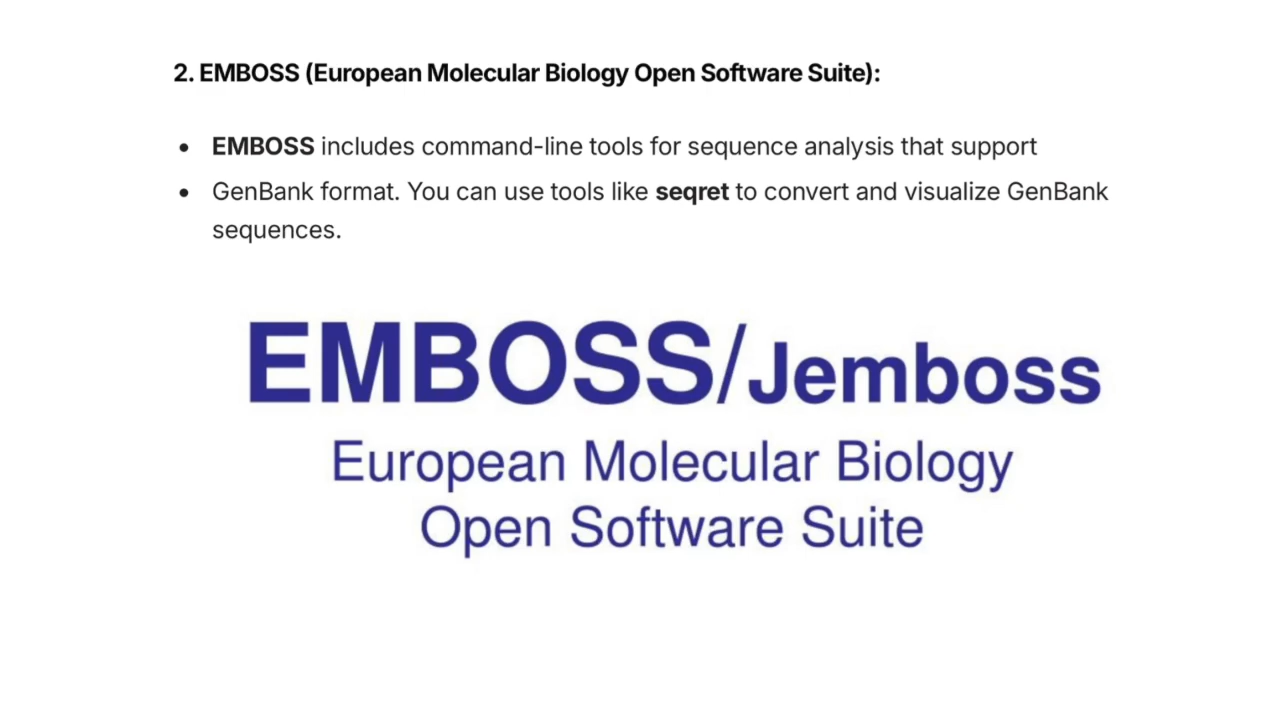 2. EMBOSS (European Molecular Biology Open Software Suite):
• EMBOSS includes command-line tools for sequence analysis that support
• GenBank format. You can use tools like seqret to convert and visualize GenBank
sequences.
EMBOSS/Jemboss
European Molecular Biology
Open Software Suite